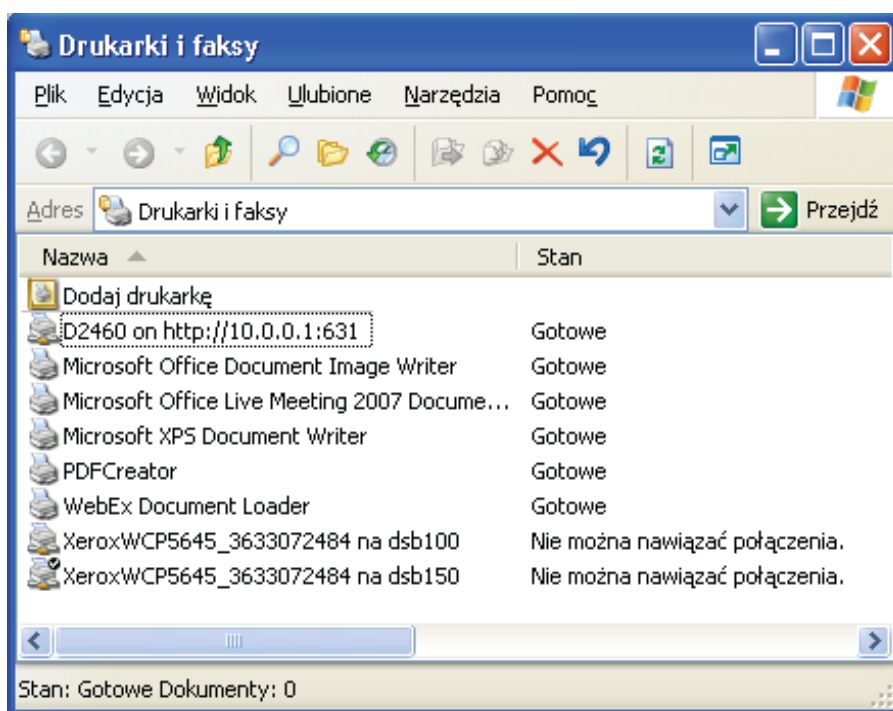 Drukarki i faksy
Plik Edycja Widok Ulubione Narzędzia Pomoc
Adres Drukarki i faksy Przejdź
Nazwa Stan
Dodaj drukarkę
D2460 on http://10.0.0.1:631 Gotowe
Microsoft Office Document Image Writer Gotowe
Microsoft Office Live Meeting 2007 Docume... Gotowe
Microsoft XPS Document Writer Gotowe
PDFCreator Gotowe
WebEx Document Loader Gotowe
XeroxWCP5645_3633072484 na dsb100 Nie można nawiązać połączenia.
XeroxWCP5645_3633072484 na dsb150 Nie można nawiązać połączenia.
Stan: Gotowe Dokumenty: 0